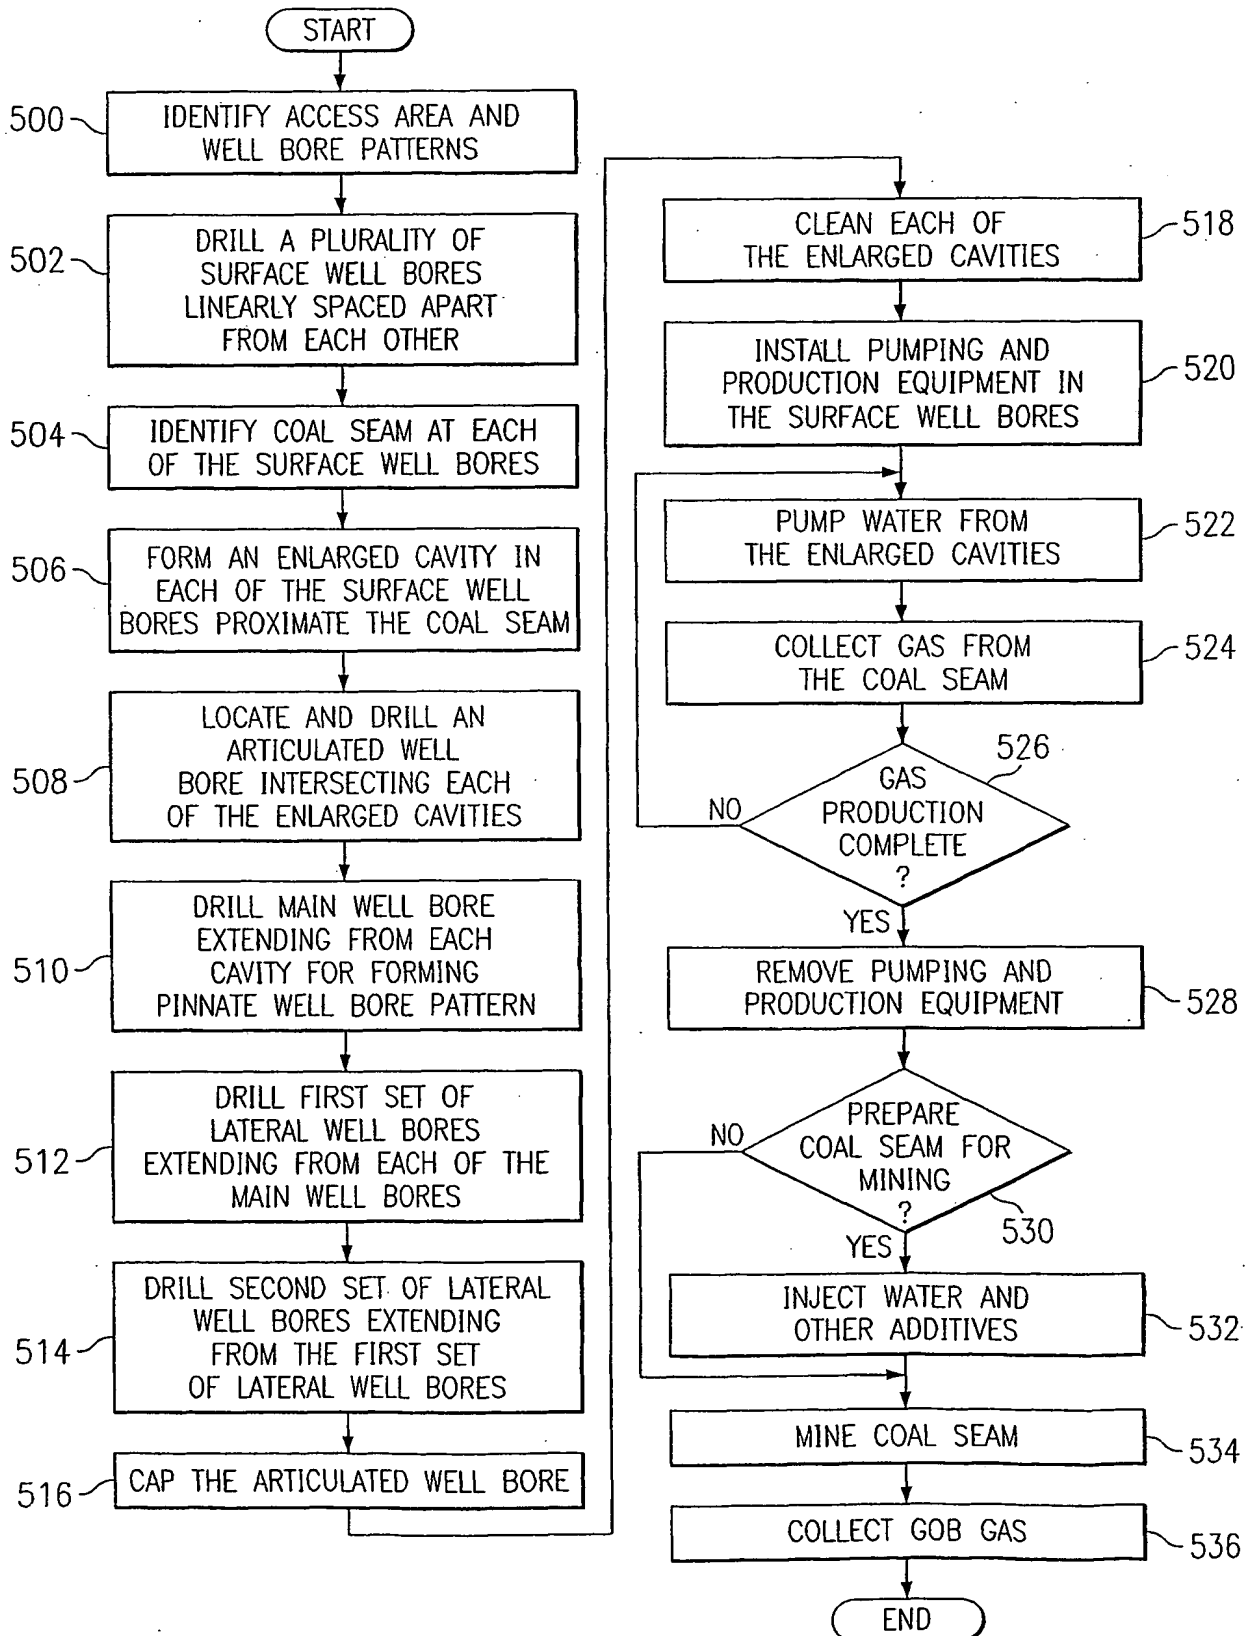 START
500
IDENTIFY ACCESS AREA AND
WELL BORE PATTERNS
502
DRILL A PLURALITY OF
SURFACE WELL BORES
LINEARLY SPACED APART
FROM EACH OTHER
504
IDENTIFY COAL SEAM AT EACH
OF THE SURFACE WELL BORES
506
FORM AN ENLARGED CAVITY IN
EACH OF THE SURFACE WELL
BORES PROXIMATE THE COAL SEAM
508
LOCATE AND DRILL AN
ARTICULATED WELL
BORE INTERSECTING EACH
OF THE ENLARGED CAVITIES
510
DRILL MAIN WELL BORE
EXTENDING FROM EACH
CAVITY FOR FORMING
PINNATE WELL BORE PATTERN
512
DRILL FIRST SET OF
LATERAL WELL BORES
EXTENDING FROM EACH OF THE
MAIN WELL BORES
514
DRILL SECOND SET OF LATERAL
WELL BORES EXTENDING
FROM THE FIRST SET
OF LATERAL WELL BORES
516
CAP THE ARTICULATED WELL BORE
CLEAN EACH OF
THE ENLARGED CAVITIES
518
INSTALL PUMPING AND
PRODUCTION EQUIPMENT IN
THE SURFACE WELL BORES
520
PUMP WATER FROM
THE ENLARGED CAVITIES
522
COLLECT GAS FROM
THE COAL SEAM
524
526
GAS
PRODUCTION
COMPLETE
?
NO
YES
REMOVE PUMPING AND
PRODUCTION EQUIPMENT
528
PREPARE
COAL SEAM FOR
MINING
?
NO
530
YES
INJECT WATER AND
OTHER ADDITIVES
532
MINE COAL SEAM
534
COLLECT GOB GAS
536
END